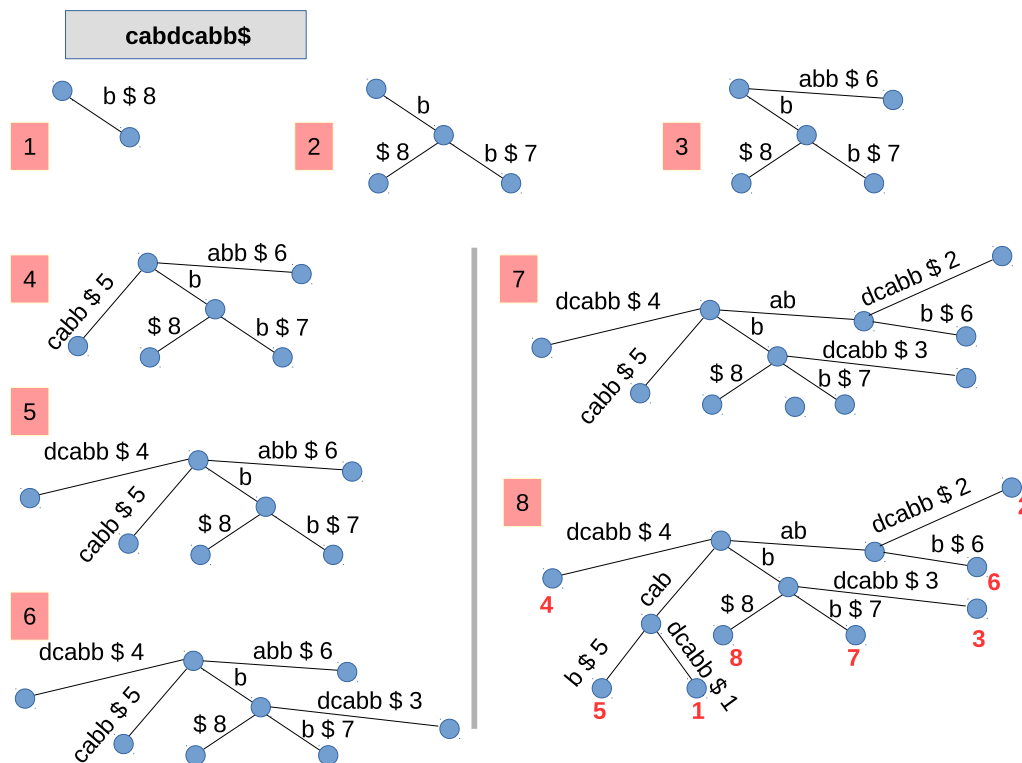 cabdcabb$
1
b $ 8
2
b
$ 8
b $ 7
3
abb $ 6
b
$ 8
b $ 7
4
abb $ 6
b
cabb $ 5
$ 8
b $ 7
5
dcabb $ 4
abb $ 6
b
cabb $ 5
$ 8
b $ 7
6
dcabb $ 4
abb $ 6
b
cabb $ 5
dcabb $ 3
$ 8
b $ 7
7
dcabb $ 4
ab
dcabb $ 2
b $ 6
b
dcabb $ 3
cabb $ 5
$ 8
b $ 7
8
dcabb $ 4
ab
dcabb $ 2
b $ 6
b
dcabb $ 3
cab
$ 8
b $ 7
b $ 5
dcabb $ 1
4
6
3
8
7
5
1